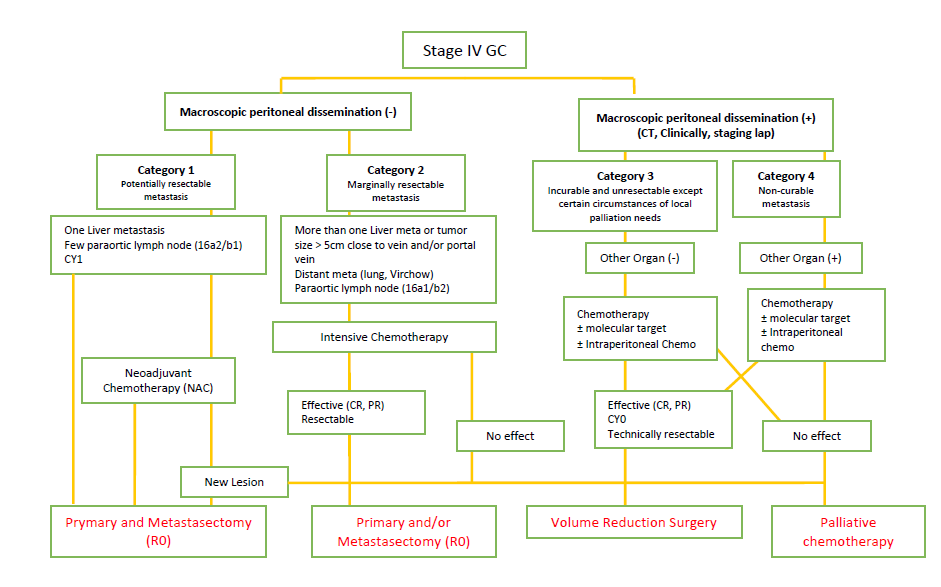 Stage IV GC
Macroscopic peritoneal dissemination (-)
Macroscopic peritoneal dissemination (+)
(CT, Clinically, staging lap)
Category 1
Potentially resectable
metastasis
Category 2
Marginally resectable
metastasis
Category 3
Incurable and unresectable except
certain circumstances of local
palliation needs
Category 4
Non-curable
metastasis
One Liver metastasis
Few paraortic lymph node (16a2/b1)
CY1
More than one Liver meta or tumor
size > 5cm close to vein and/or portal
vein
Distant meta (lung, Virchow)
Paraortic lymph node (16a1/b2)
Other Organ (-)
Other Organ (+)
Chemotherapy
± molecular target
± Intraperitoneal Chemo
Chemotherapy
± molecular target
± Intraperitoneal
chemo
Intensive Chemotherapy
Neoadjuvant
Chemotherapy (NAC)
Effective (CR, PR)
Resectable
No effect
Effective (CR, PR)
CY0
Technically resectable
No effect
New Lesion
Prymary and Metastasectomy
(R0)
Primary and/or
Metastasectomy (R0)
Volume Reduction Surgery
Palliative
chemotherapy